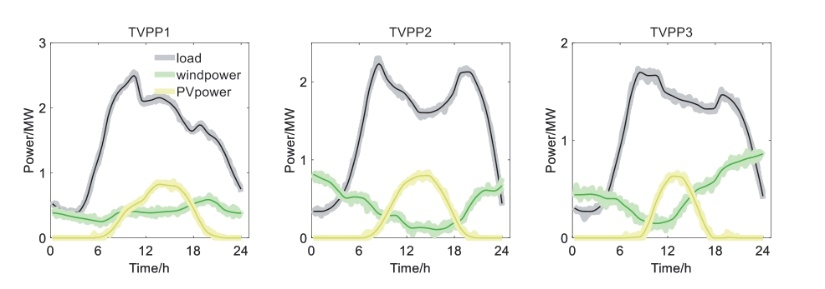 TVPP1
3
2
1
0
Power/MW
load
windpower
PVpower
0 6 12 18 24
Time/h
TVPP2
2
1
0
Power/MW
0 6 12 18 24
Time/h
TVPP3
2
1
0
Power/MW
0 6 12 18 24
Time/h